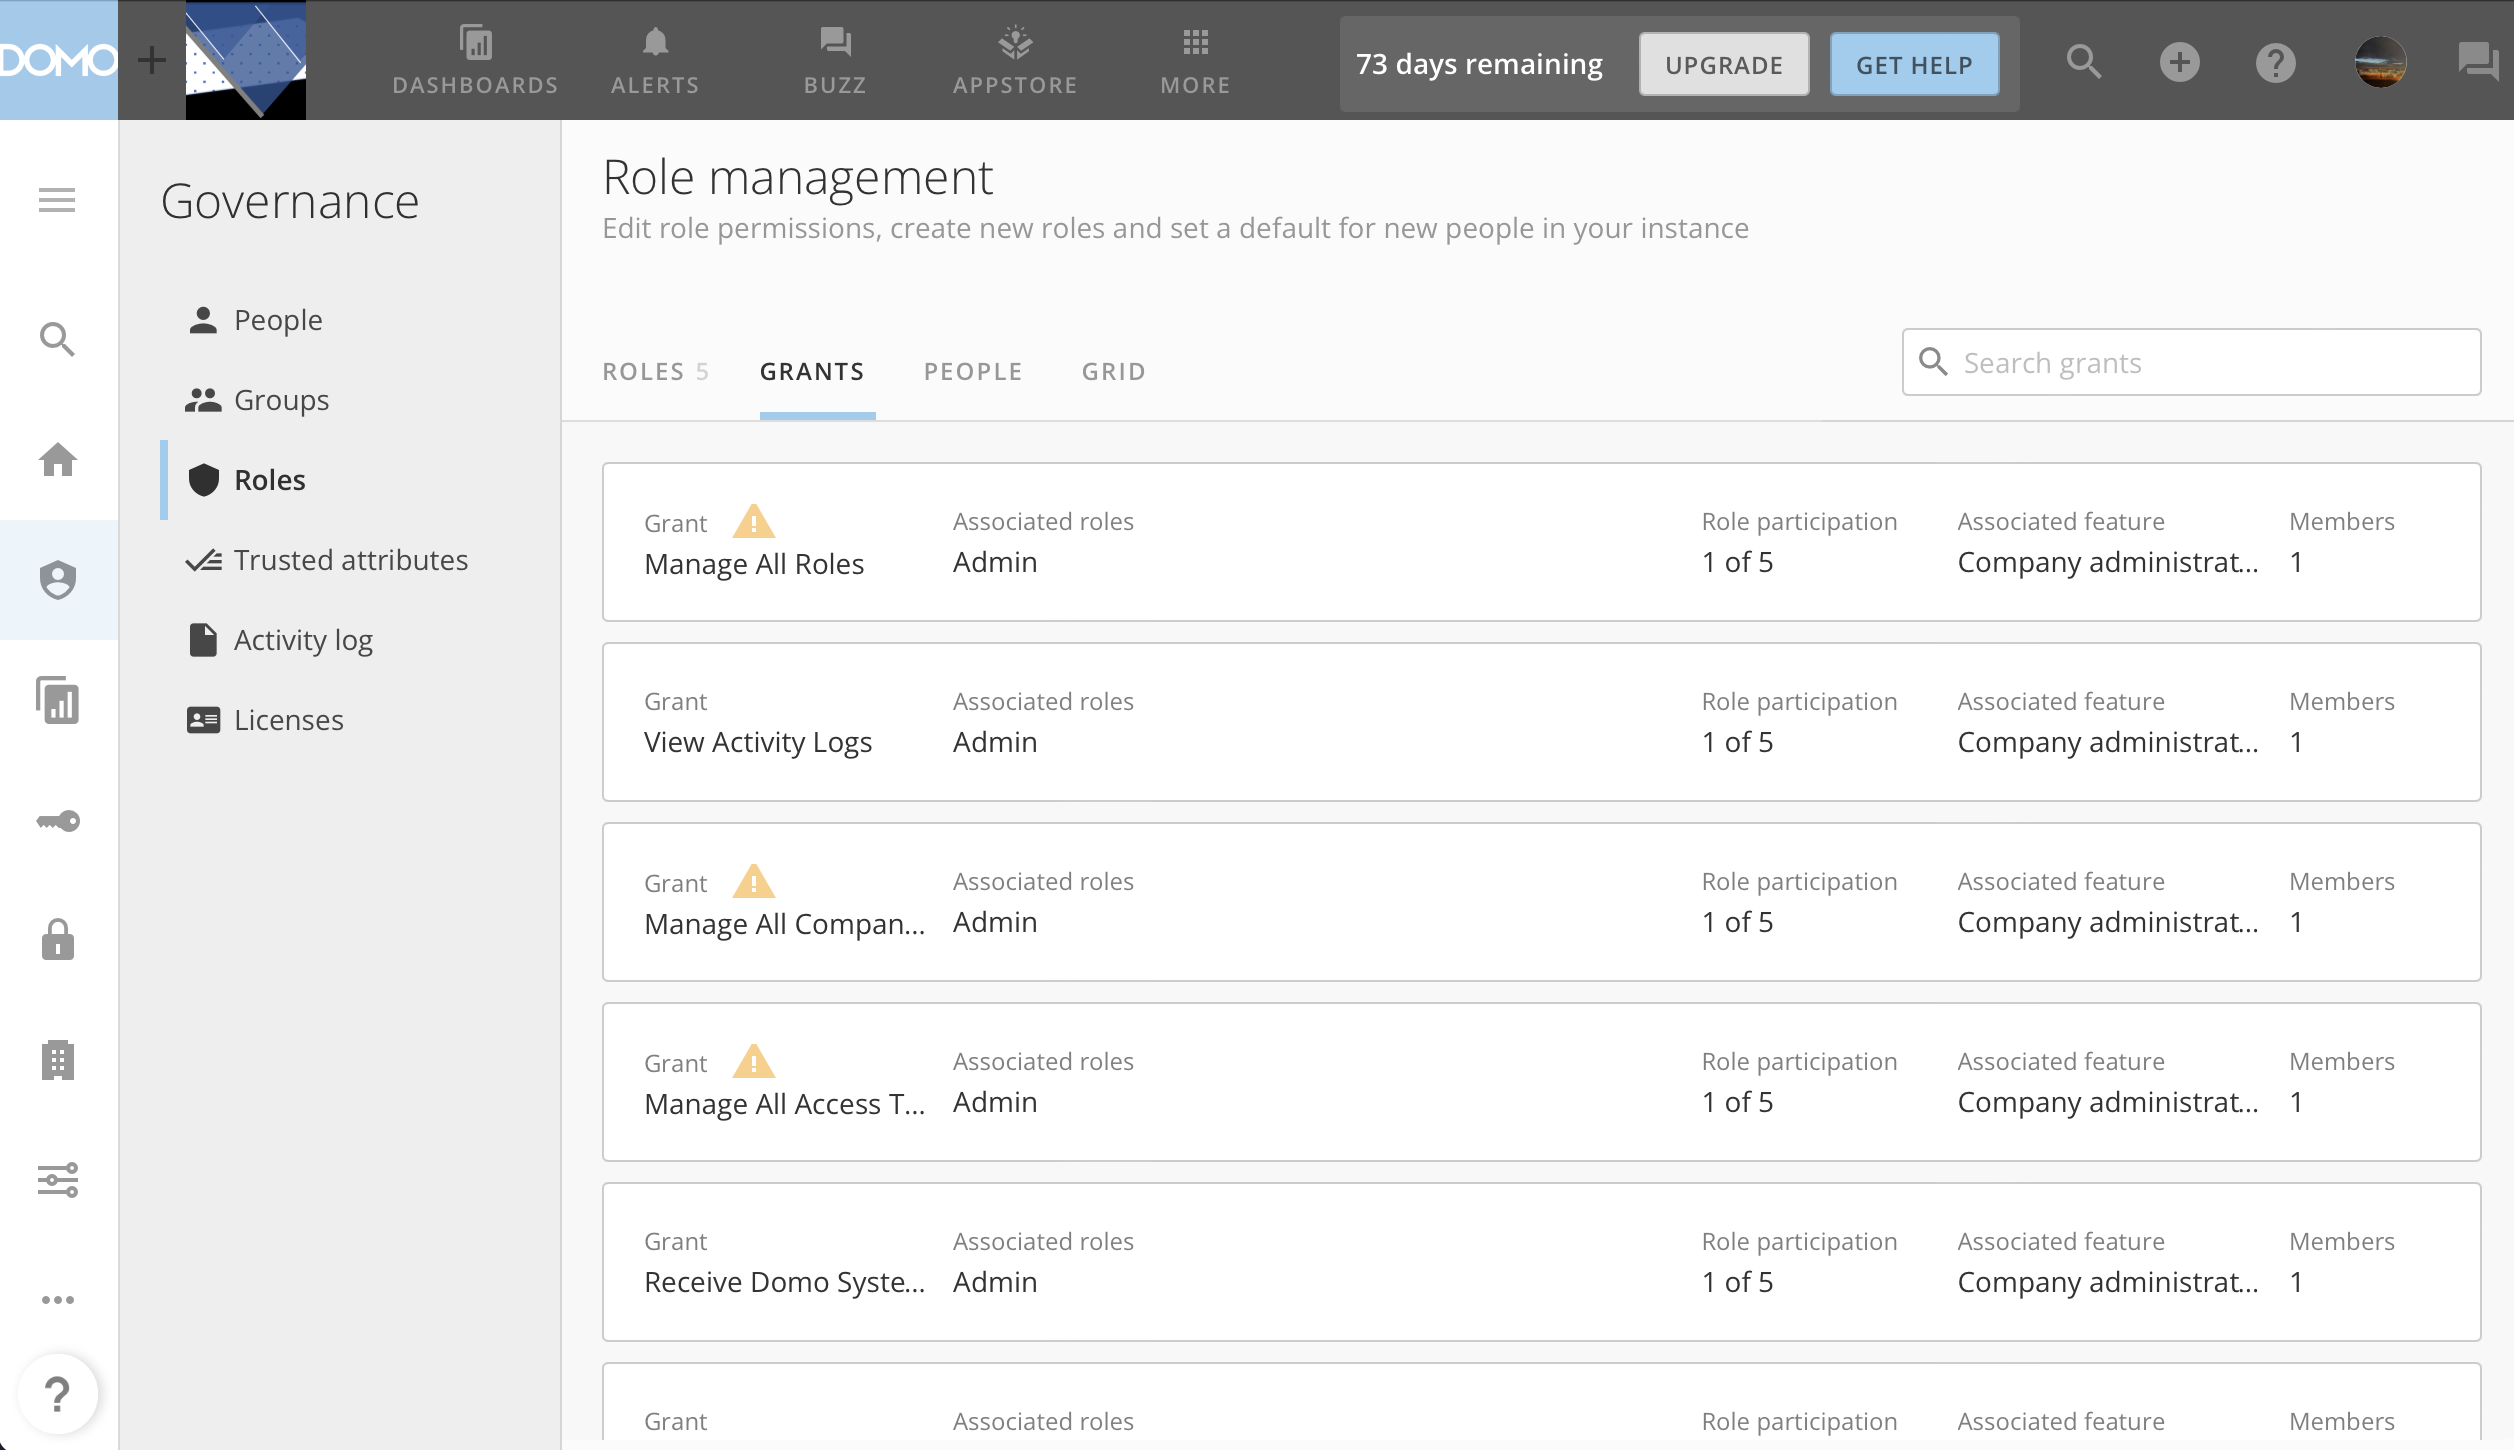 DOMO
DASHBOARDS
ALERTS
BUZZ
APPSTORE
MORE
73 days remaining
UPGRADE
GET HELP
Governance
People
Groups
Roles
Trusted attributes
Activity log
Licenses
Role management
Edit role permissions, create new roles and set a default for new people in your instance
ROLES 5
GRANTS
PEOPLE
GRID
Search grants
Grant
Associated roles
Role participation
Associated feature
Members
Manage All Roles
Admin
1 of 5
Company administrat...
1
Grant
Associated roles
Role participation
Associated feature
Members
View Activity Logs
Admin
1 of 5
Company administrat...
1
Grant
Associated roles
Role participation
Associated feature
Members
Manage All Compan...
Admin
1 of 5
Company administrat...
1
Grant
Associated roles
Role participation
Associated feature
Members
Manage All Access T...
Admin
1 of 5
Company administrat...
1
Grant
Associated roles
Role participation
Associated feature
Members
Receive Domo Syste...
Admin
1 of 5
Company administrat...
1
Grant
Associated roles
Role participation
Associated feature
Members